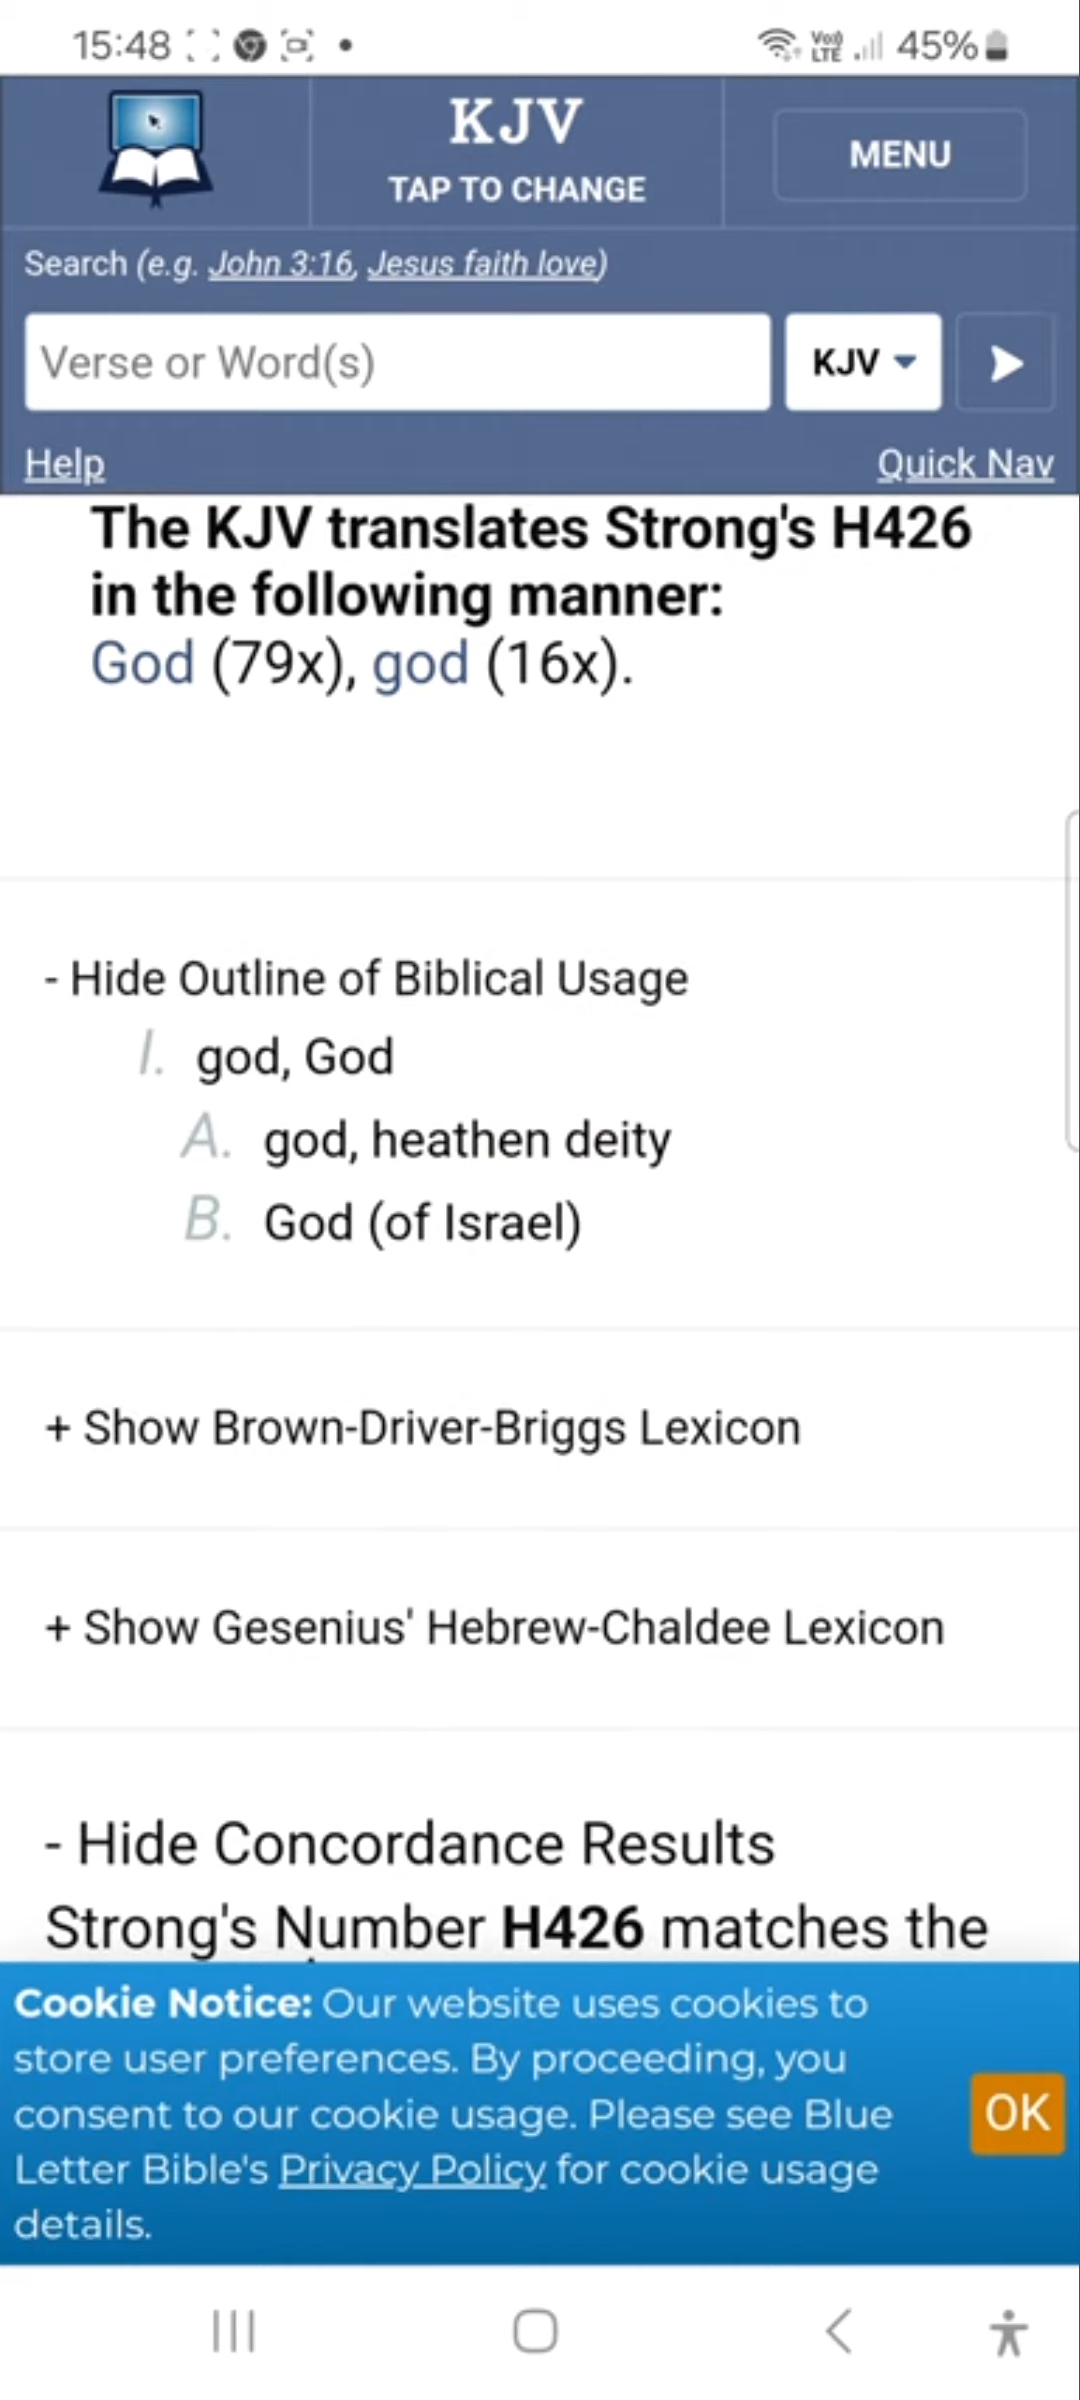 15:48 45%
Vo)) LTE
KJV
TAP TO CHANGE
MENU
Search (e.g. John 3:16, Jesus faith love)
Verse or Word(s)
KJV
Help Quick Nav
The KJV translates Strong's H426
in the following manner:
God (79x), god (16x).
- Hide Outline of Biblical Usage
I. god, God
A. god, heathen deity
B. God (of Israel)
+ Show Brown-Driver-Briggs Lexicon
+ Show Gesenius' Hebrew-Chaldee Lexicon
- Hide Concordance Results
Strong's Number H426 matches the
Cookie Notice: Our website uses cookies to
store user preferences. By proceeding, you
consent to our cookie usage. Please see Blue
Letter Bible's Privacy Policy for cookie usage
details.
OK